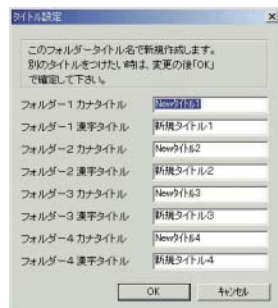 タイトル設定
このフォルダータイトル名で新規作成します。
別のタイトルをつけたい時は、変更の後「OK」
で確定して下さい。
フォルダー1 カナタイトル Newﾀｲﾄﾙ1
フォルダー1 漢字タイトル 新規タイトル1
フォルダー2 カナタイトル Newﾀｲﾄﾙ2
フォルダー2 漢字タイトル 新規タイトル2
フォルダー3 カナタイトル Newﾀｲﾄﾙ3
フォルダー3 漢字タイトル 新規タイトル3
フォルダー4 カナタイトル Newﾀｲﾄﾙ4
フォルダー4 漢字タイトル 新規タイトル4
OK ｷｬﾝｾﾙ